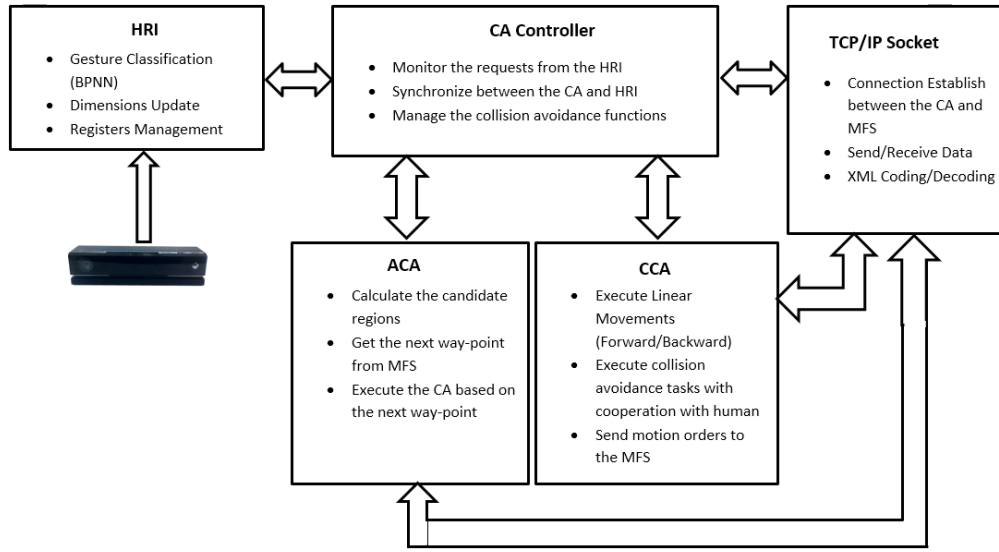 HRI
• Gesture Classification
(BPNN)
• Dimensions Update
• Registers Management
CA Controller
• Monitor the requests from the HRI
• Synchronize between the CA and HRI
• Manage the collision avoidance functions
TCP/IP Socket
• Connection Establish
between the CA and
MFS
• Send/Receive Data
• XML Coding/Decoding
ACA
• Calculate the candidate
regions
• Get the next way-point
from MFS
• Execute the CA based on
the next way-point
CCA
• Execute Linear
Movements
(Forward/Backward)
• Execute collision
avoidance tasks with
cooperation with human
• Send motion orders to
the MFS